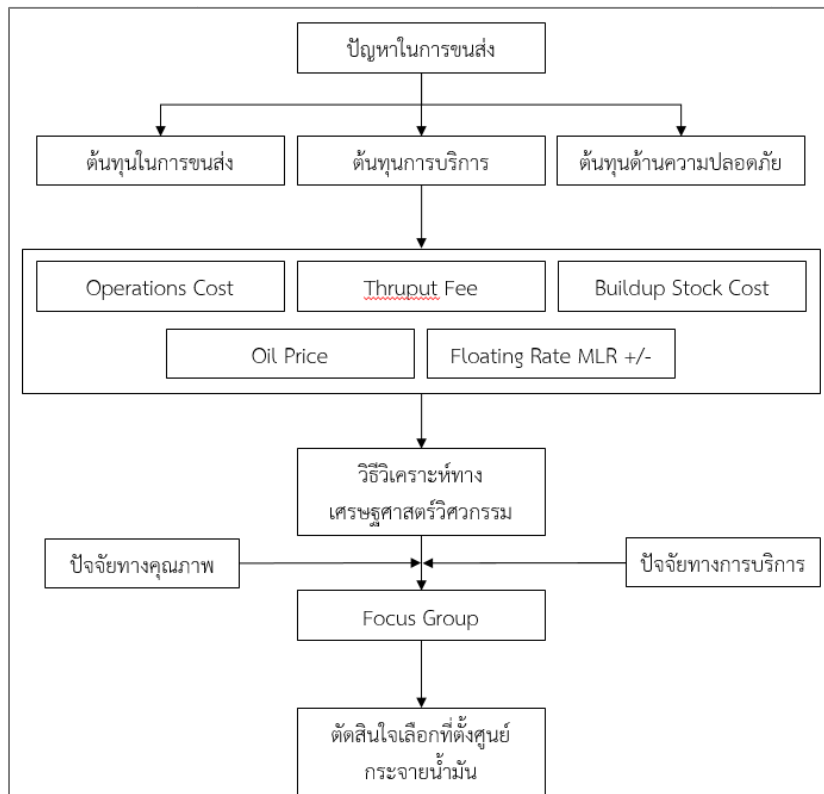 ปัญหาในการขนส่ง
ต้นทุนในการขนส่ง
ต้นทุนการบริการ
ต้นทุนด้านความปลอดภัย
Operations Cost
Thruput Fee
Buildup Stock Cost
Oil Price
Floating Rate MLR +/-
วิธีวิเคราะห์ทาง
เศรษฐศาสตร์วิศวกรรม
ปัจจัยทางคุณภาพ
ปัจจัยทางการบริการ
Focus Group
ตัดสินใจเลือกที่ตั้งศูนย์
กระจายน้ำมัน